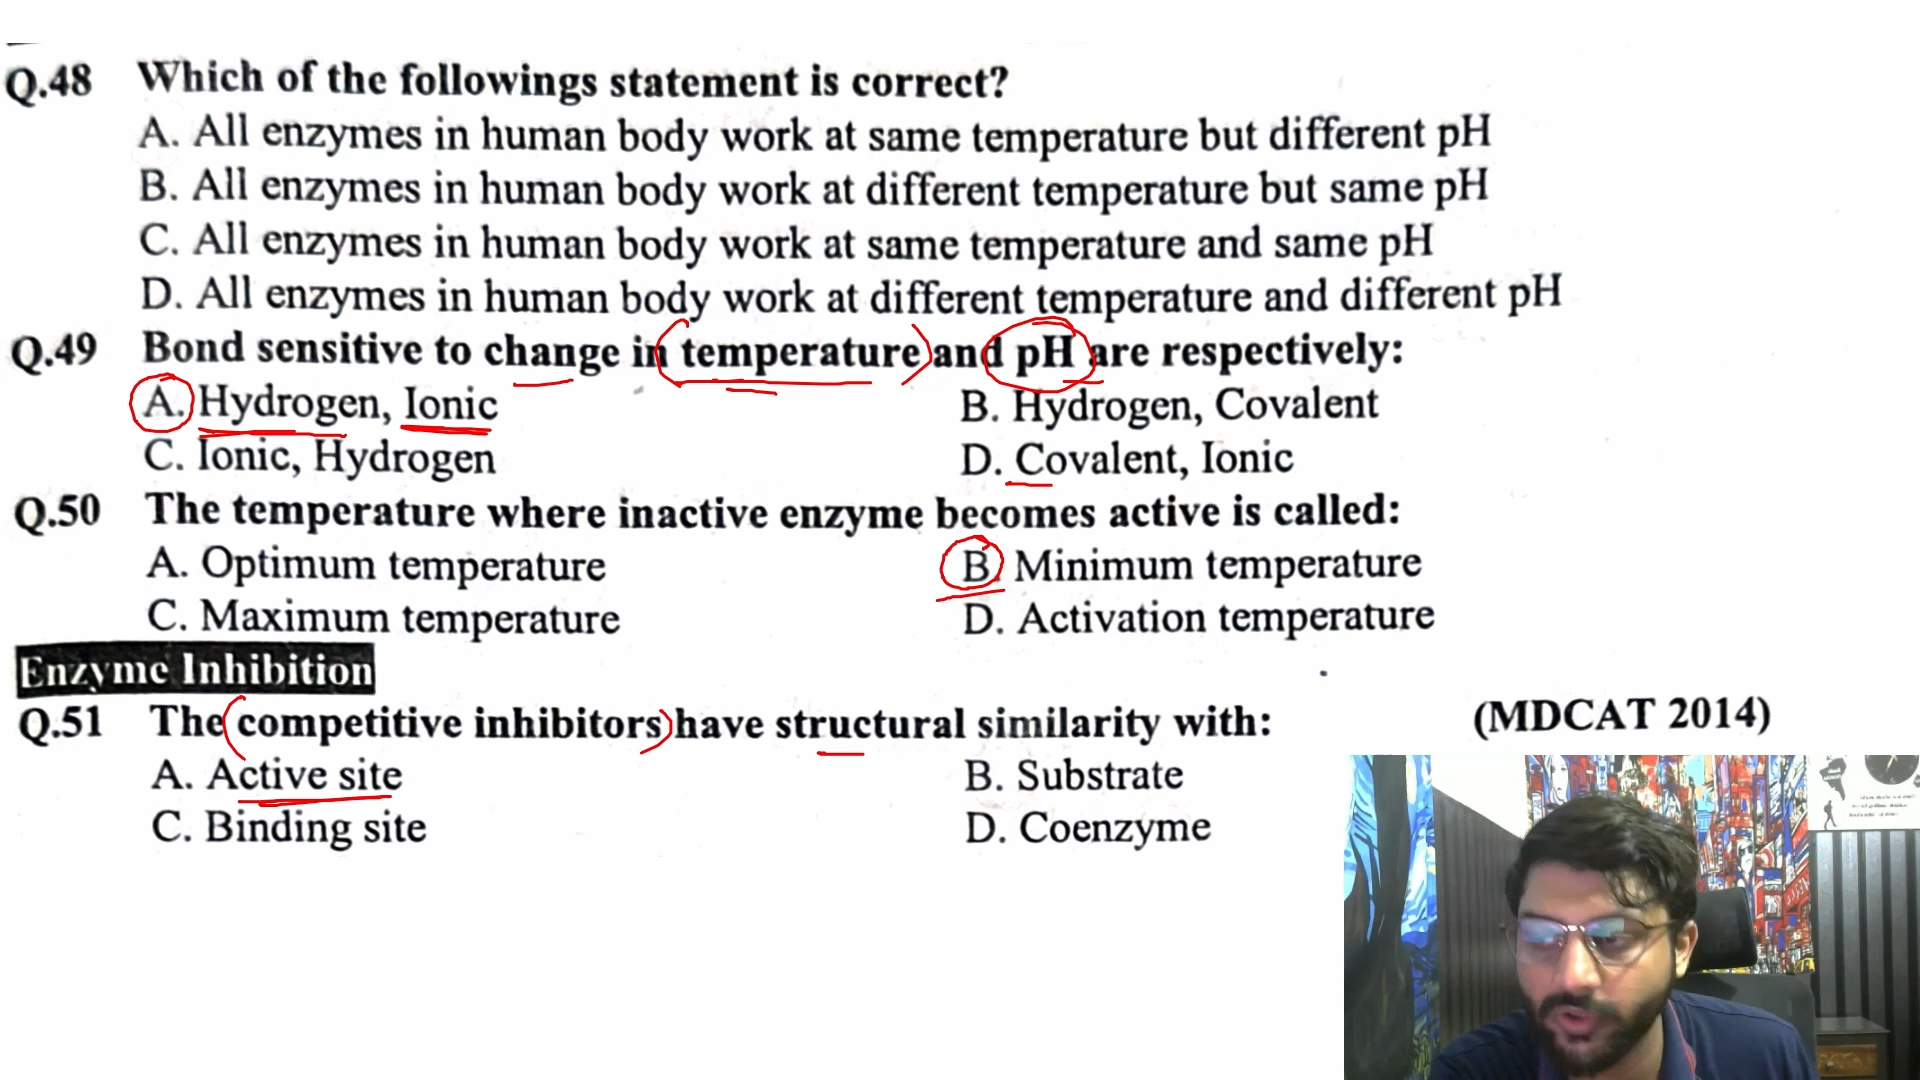 Q.48 Which of the followings statement is correct?
A. All enzymes in human body work at same temperature but different pH
B. All enzymes in human body work at different temperature but same pH
C. All enzymes in human body work at same temperature and same pH
D. All enzymes in human body work at different temperature and different pH
Q.49 Bond sensitive to change in temperature and pH are respectively:
A. Hydrogen, Ionic B. Hydrogen, Covalent
C. Ionic, Hydrogen D. Covalent, Ionic
Q.50 The temperature where inactive enzyme becomes active is called:
A. Optimum temperature B. Minimum temperature
C. Maximum temperature D. Activation temperature
Enzyme Inhibition
Q.51 The competitive inhibitors have structural similarity with: (MDCAT 2014)
A. Active site B. Substrate
C. Binding site D. Coenzyme